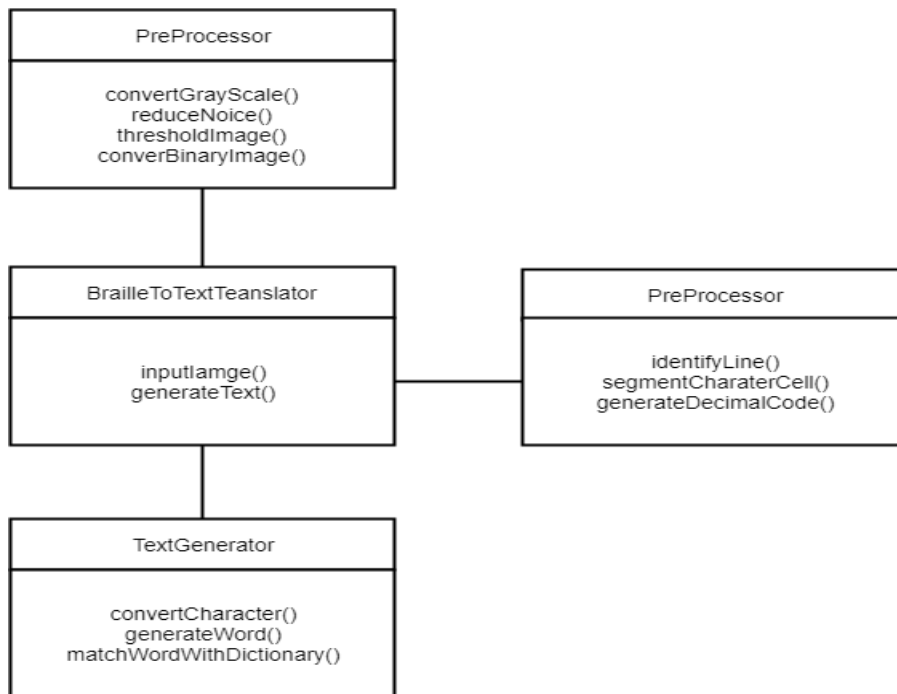 PreProcessor
convertGrayScale()
reduceNoice()
thresholdImage()
converBinaryImage()
BrailleToTextTeanslator
inputIamge()
generateText()
PreProcessor
identifyLine()
segmentCharaterCell()
generateDecimalCode()
TextGenerator
convertCharacter()
generateWord()
matchWordWithDictionary()